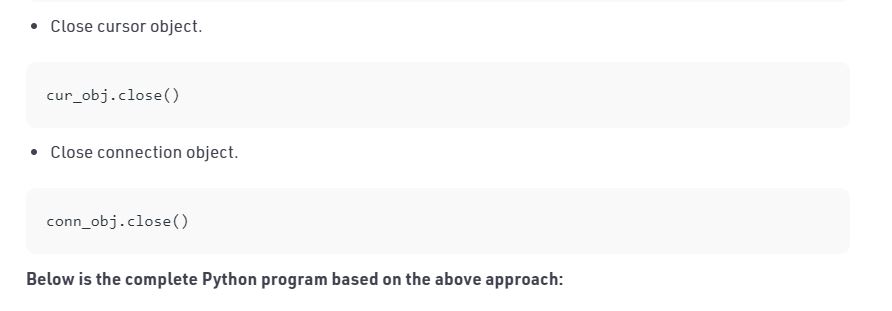 • Close cursor object.
cur_obj.close()
• Close connection object.
conn_obj.close()
Below is the complete Python program based on the above approach: